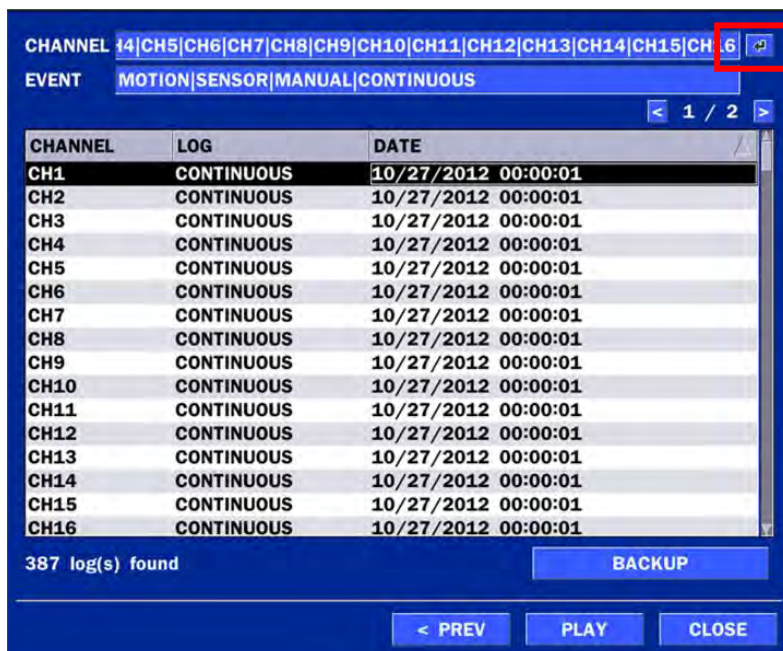 CHANNEL H4|CH5|CH6|CH7|CH8|CH9|CH10|CH11|CH12|CH13|CH14|CH15|CH16
EVENT MOTION|SENSOR|MANUAL|CONTINUOUS
< 1 / 2 >
CHANNEL LOG DATE
CH1 CONTINUOUS 10/27/2012 00:00:01
CH2 CONTINUOUS 10/27/2012 00:00:01
CH3 CONTINUOUS 10/27/2012 00:00:01
CH4 CONTINUOUS 10/27/2012 00:00:01
CH5 CONTINUOUS 10/27/2012 00:00:01
CH6 CONTINUOUS 10/27/2012 00:00:01
CH7 CONTINUOUS 10/27/2012 00:00:01
CH8 CONTINUOUS 10/27/2012 00:00:01
CH9 CONTINUOUS 10/27/2012 00:00:01
CH10 CONTINUOUS 10/27/2012 00:00:01
CH11 CONTINUOUS 10/27/2012 00:00:01
CH12 CONTINUOUS 10/27/2012 00:00:01
CH13 CONTINUOUS 10/27/2012 00:00:01
CH14 CONTINUOUS 10/27/2012 00:00:01
CH15 CONTINUOUS 10/27/2012 00:00:01
CH16 CONTINUOUS 10/27/2012 00:00:01
387 log(s) found BACKUP
< PREV PLAY CLOSE